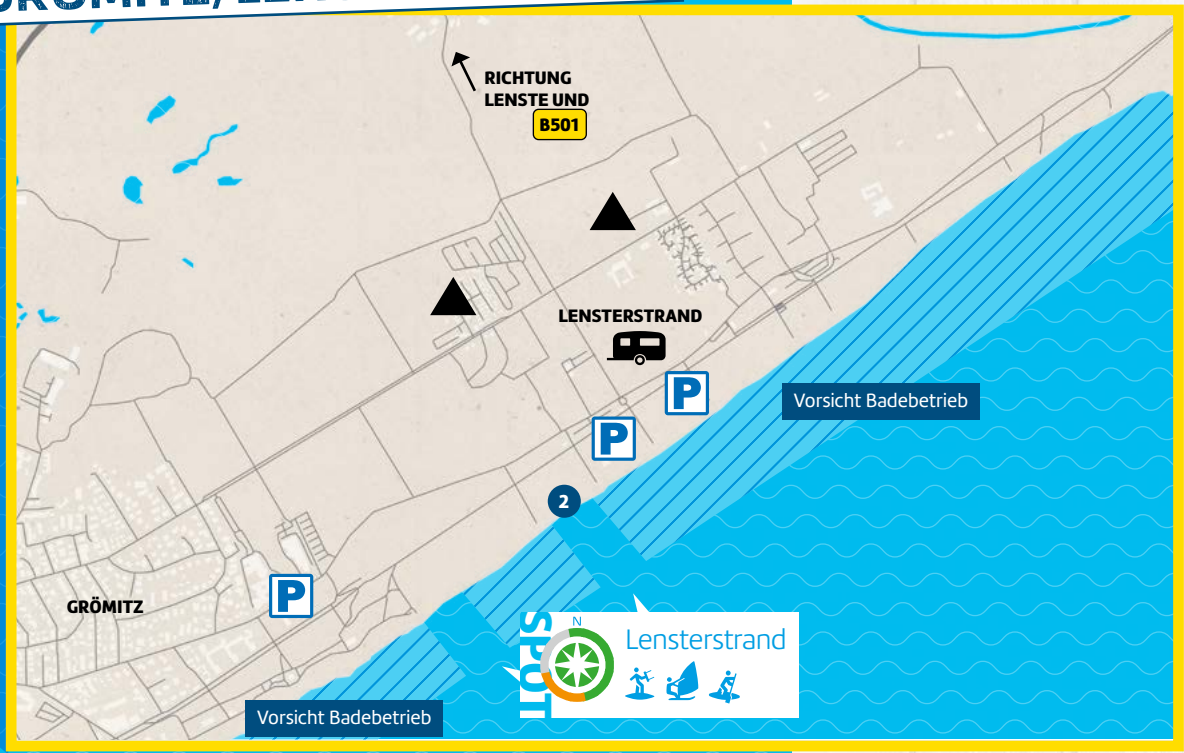 RICHTUNG
LENSTE UND
B501
LENSTERSTRAND
P
Vorsicht Badebetrieb
P
2
P
GRÖMITZ
SPOT
N
Lensterstrand
Vorsicht Badebetrieb